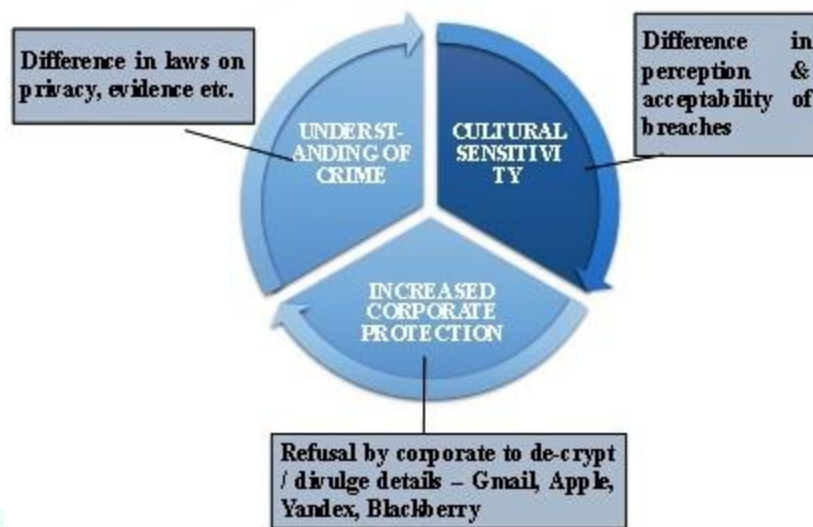 Difference in laws on
privacy, evidence etc.
Difference in
perception &
acceptability of
breaches
UNDERST-
ANDING OF
CRIME
CULTURAL
SENSITIVI
TY
INCREASED
CORPORATE
PROTECTION
Refusal by corporate to de-crypt
/ divulge details – Gmail, Apple,
Yandex, Blackberry